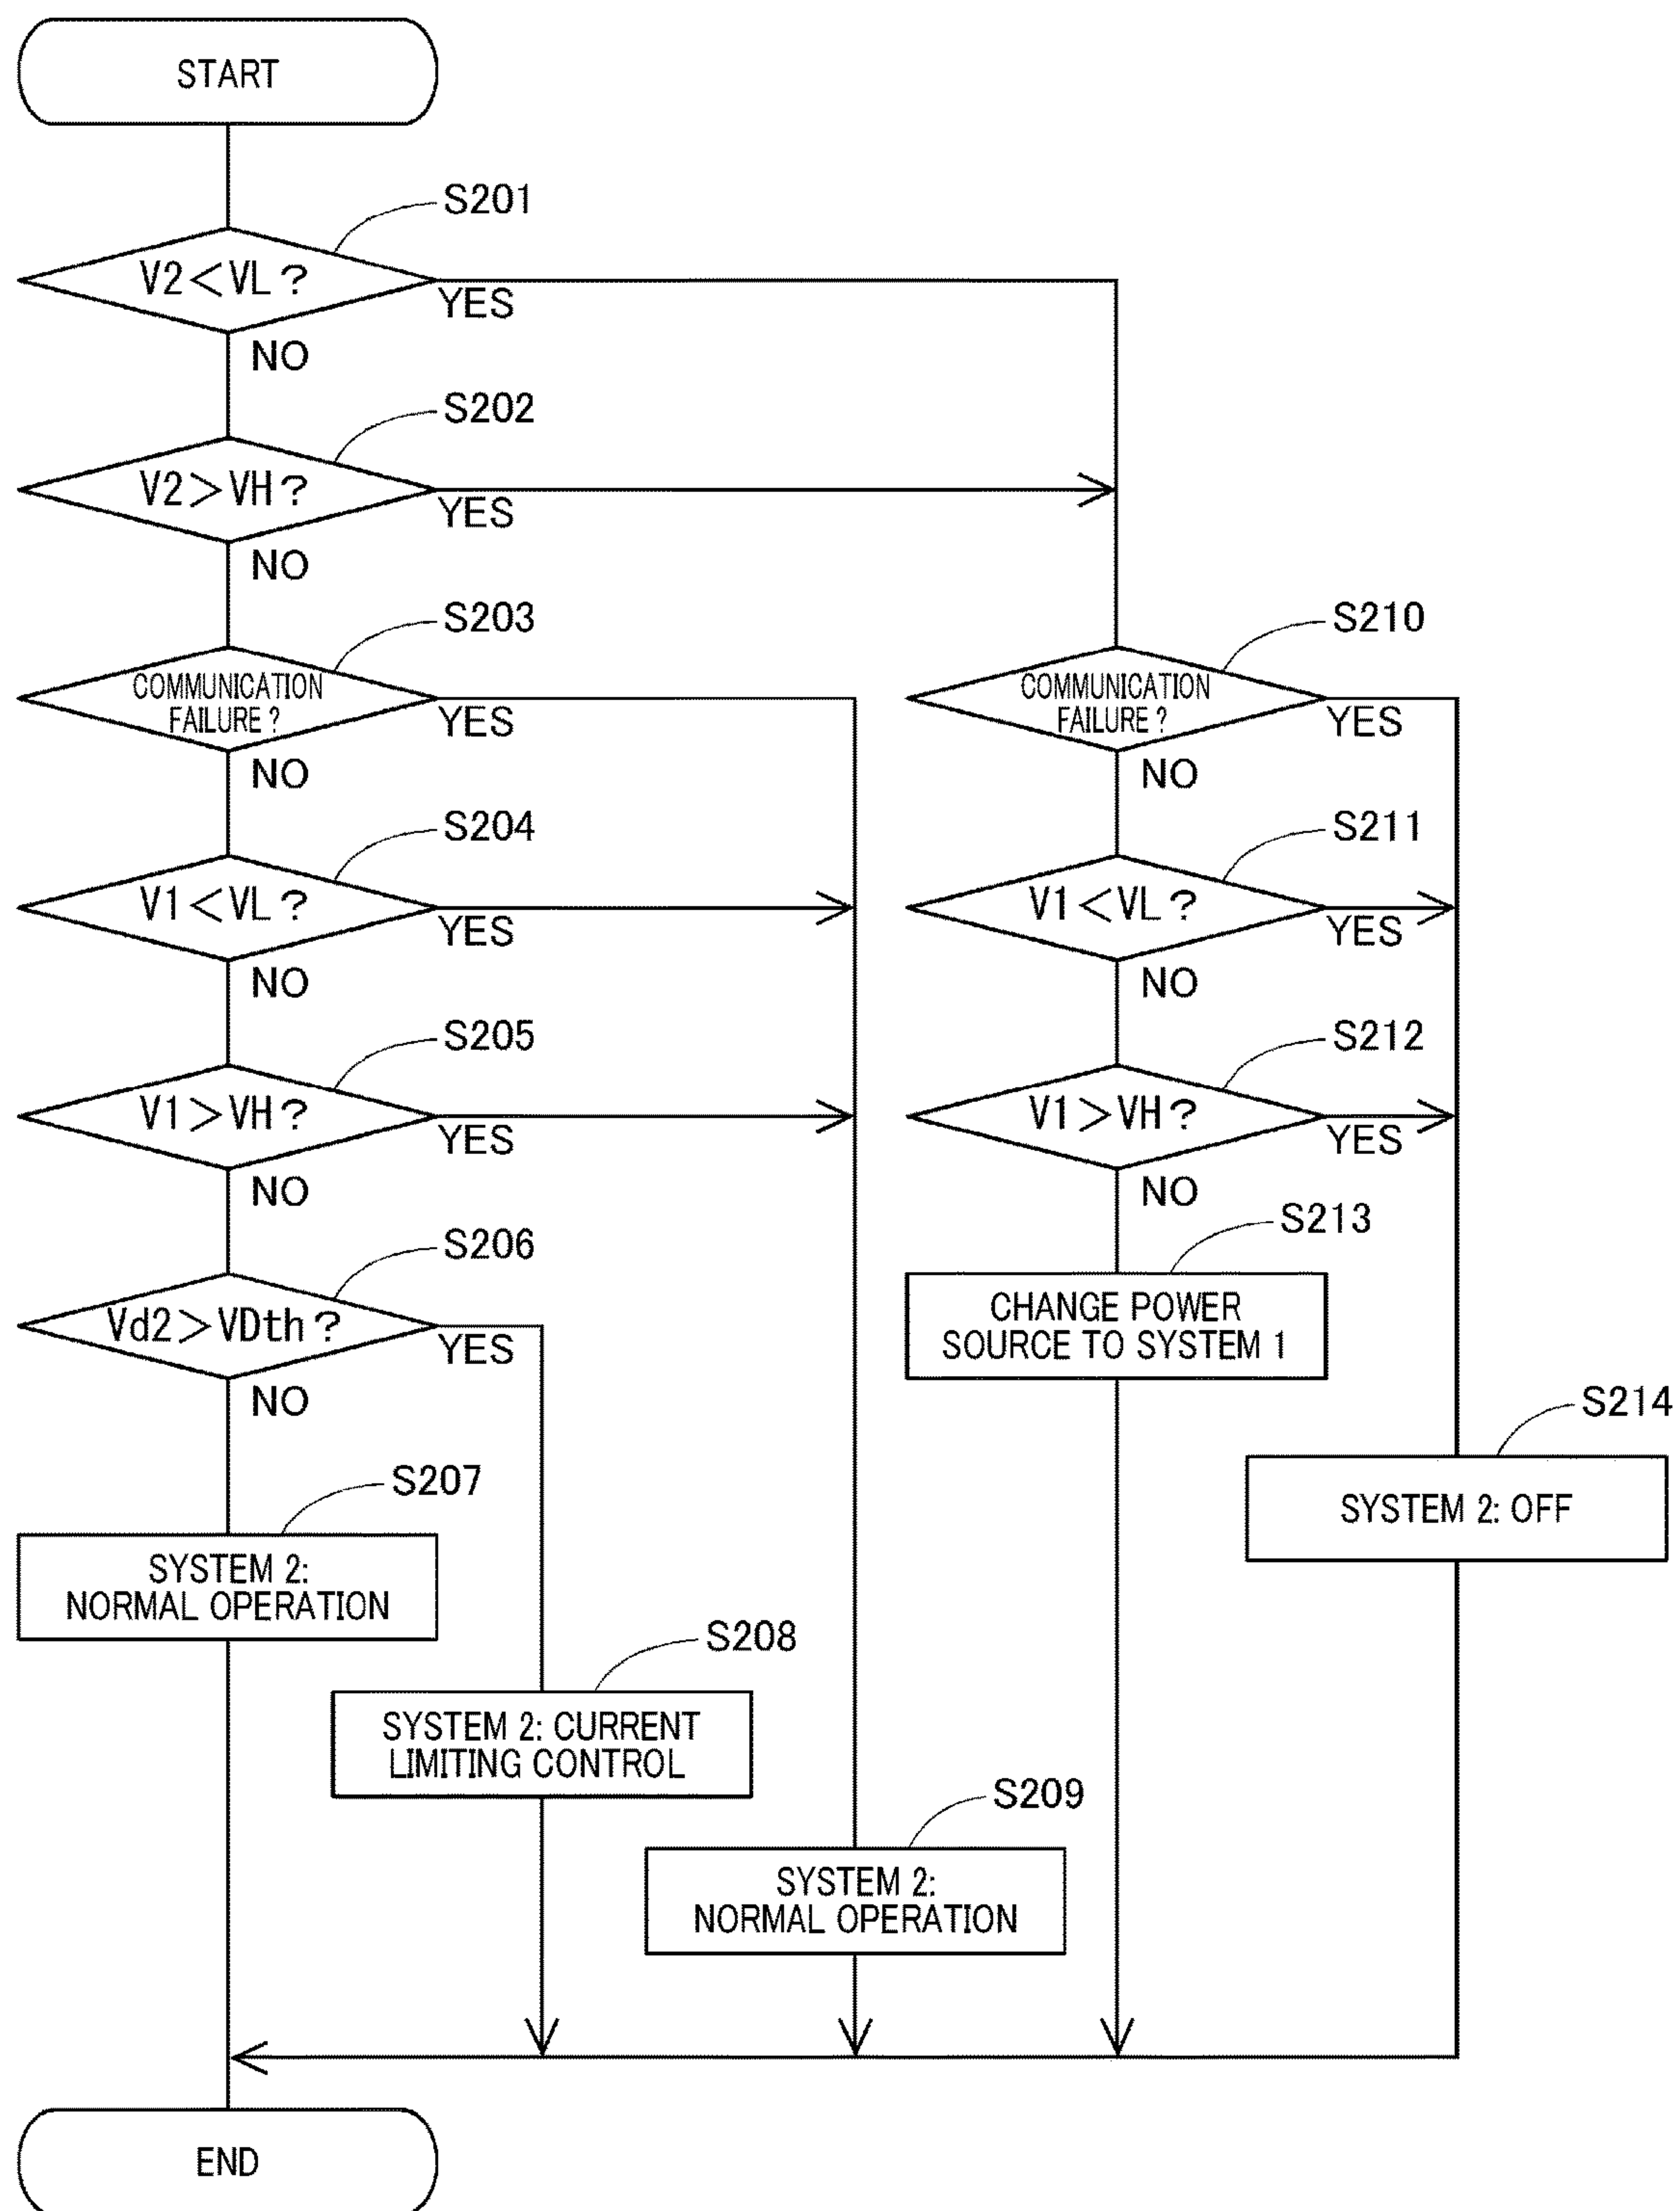 START
S201
V2<VL?
YES
NO
S202
V2>VH?
YES
NO
S203
COMMUNICATION
FAILURE?
YES
NO
S210
COMMUNICATION
FAILURE?
YES
NO
S204
V1<VL?
YES
NO
S211
V1<VL?
YES
NO
S205
V1>VH?
YES
NO
S212
V1>VH?
YES
NO
S206
Vd2>VDth?
YES
NO
S213
CHANGE POWER
SOURCE TO SYSTEM 1
S214
SYSTEM 2: OFF
S207
SYSTEM 2:
NORMAL OPERATION
S208
SYSTEM 2: CURRENT
LIMITING CONTROL
S209
SYSTEM 2:
NORMAL OPERATION
END